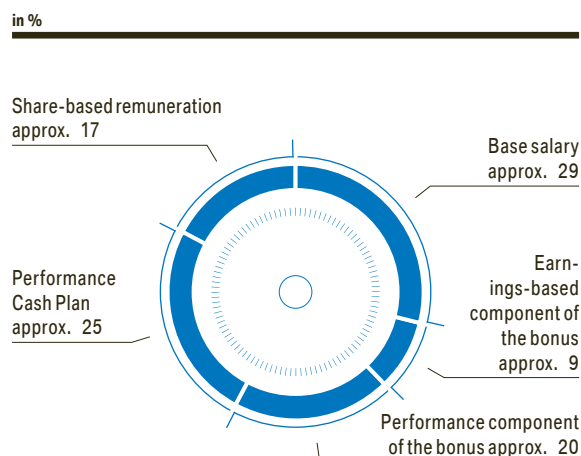 in %
Share-based remuneration
approx. 17
Base salary
approx. 29
Performance
Cash Plan
approx. 25
Earn-
ings-based
component of
the bonus
approx. 9
Performance component
of the bonus approx. 20